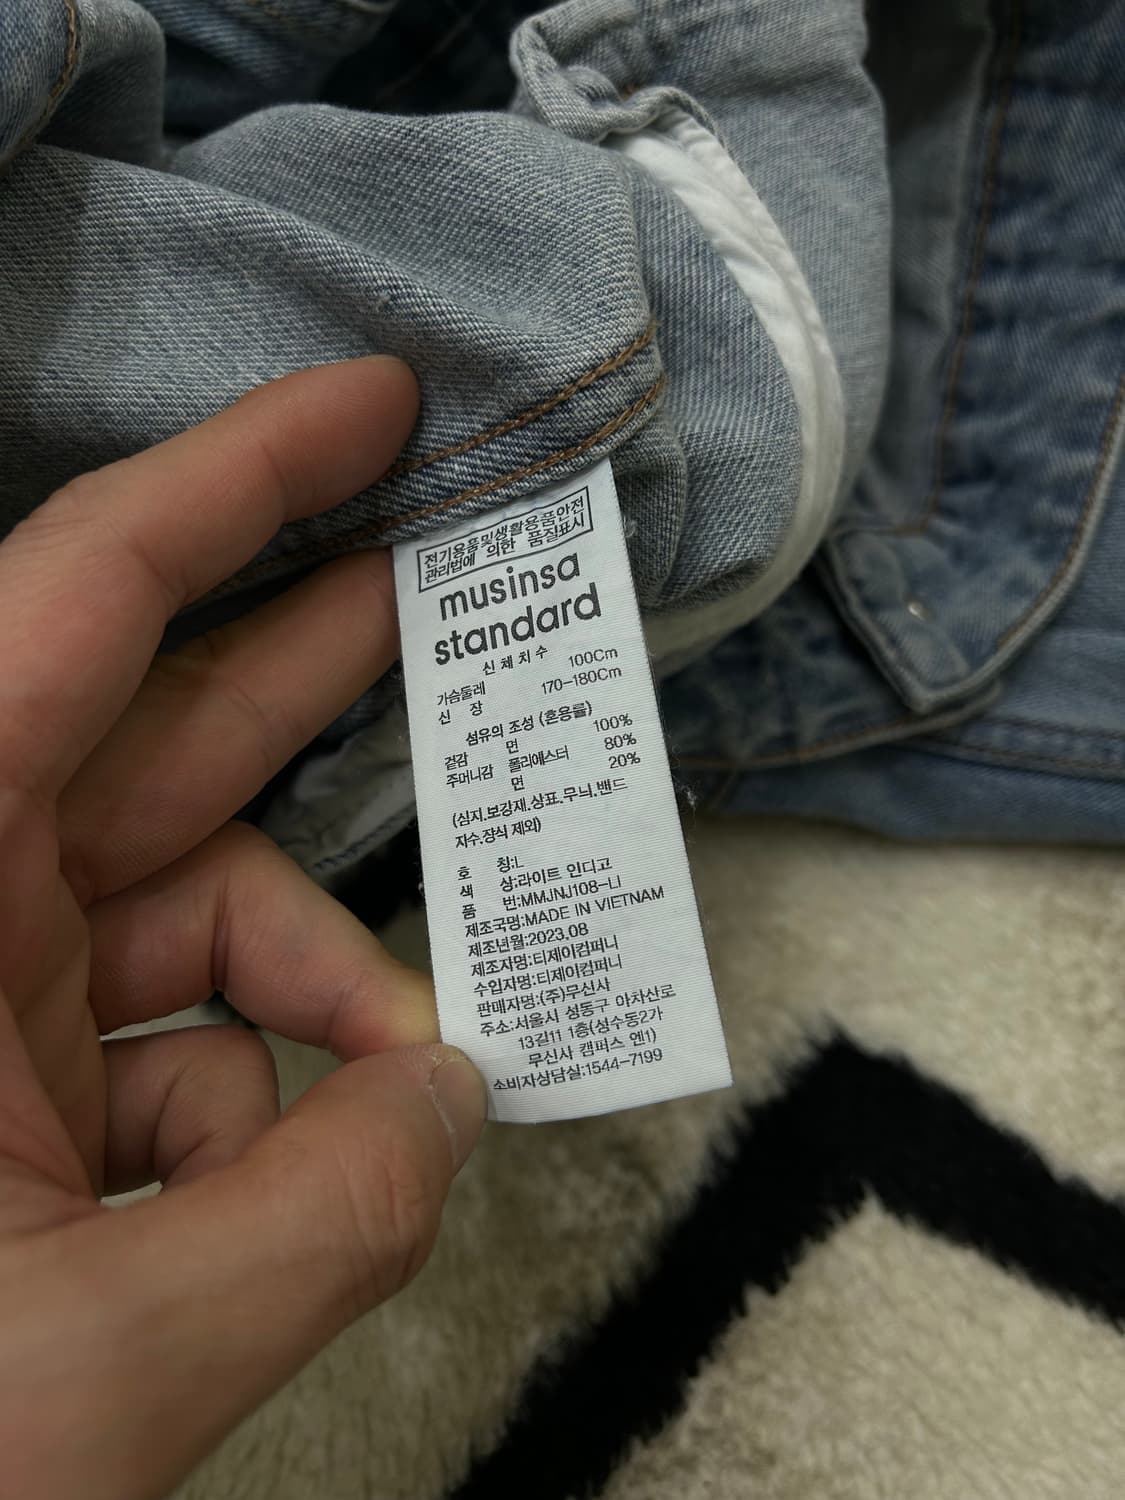 전기용품및생활용품안전
관리법에 의한 품질표시
musinsa
standard
신체치수
가슴둘레 100Cm
신 장 170-180Cm
섬유의 조성 (혼용률)
겉감 면 100%
주머니감 폴리에스터 80%
면 20%
(심지.보강재.상표.무늬.밴드
자수.장식 제외)
호 칭:L
색 상:라이트 인디고
품 번:MMJNJ108-LI
제조국명:MADE IN VIETNAM
제조년월:2023.08
제조자명:티제이컴퍼니
수입자명:티제이컴퍼니
판매자명:(주)무신사
주소:서울시 성동구 아차산로
13길11 1층(성수동2가
무신사 캠퍼스 엔1)
소비자상담실:1544-7199